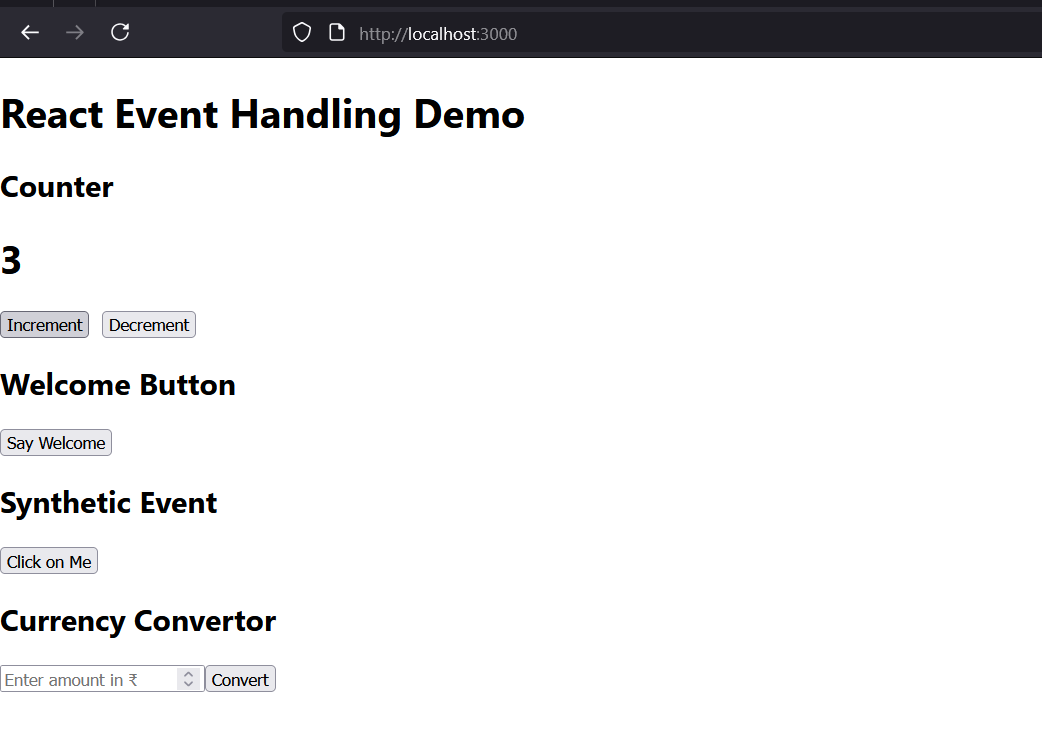 http://localhost:3000
React Event Handling Demo
Counter
3
Increment Decrement
Welcome Button
Say Welcome
Synthetic Event
Click on Me
Currency Convertor
Enter amount in ₹ Convert